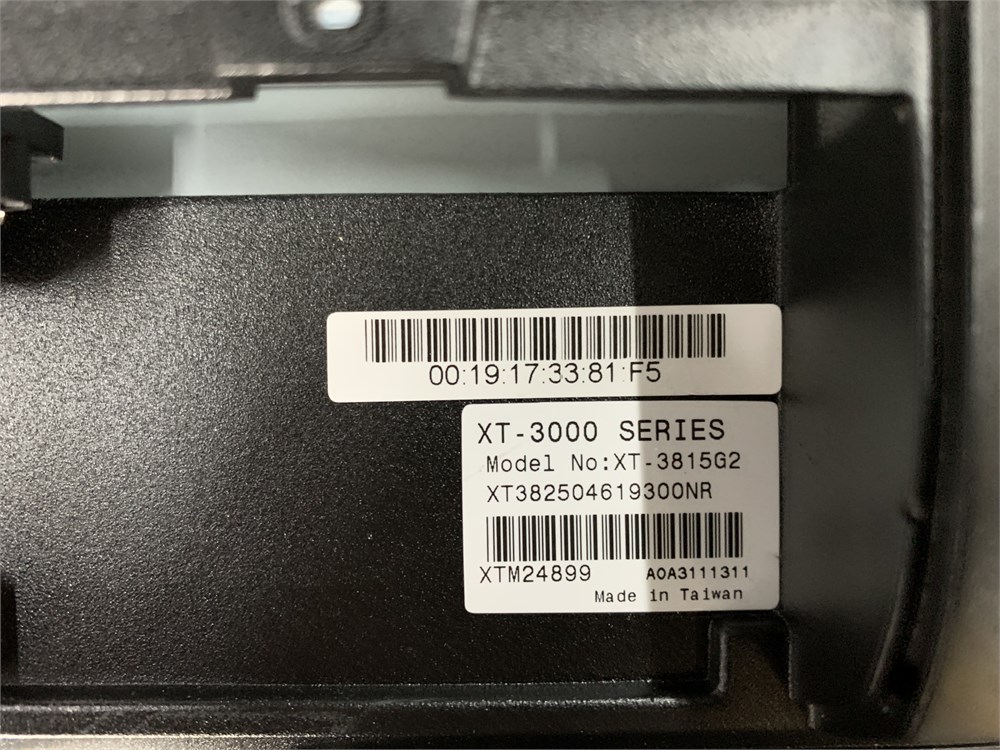 00:19:17:33:81:F5
XT-3000 SERIES
Model No:XT-3815G2
XT382504619300NR
XTM24899 A0A3111311
Made in Taiwan